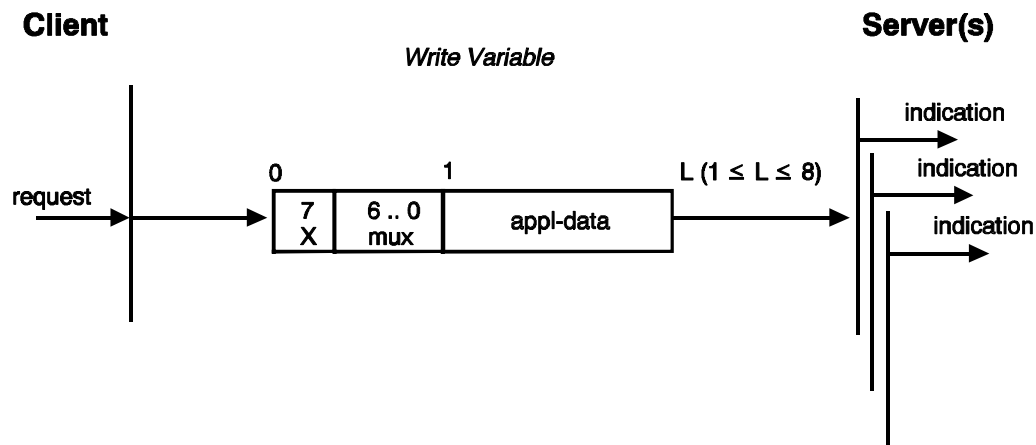 Client
Server(s)
Write Variable
indication
0
1
L (1 ≤ L ≤ 8)
indication
request
7
6 .. 0
appl-data
X
mux
indication